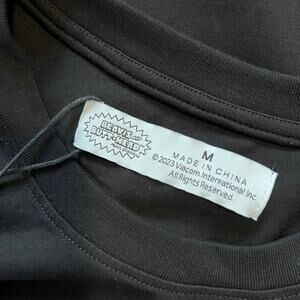 BEAVIS AND
BUTT-HEAD
M
MADE IN CHINA
©2023 Viacom International Inc.
All Rights Reserved.